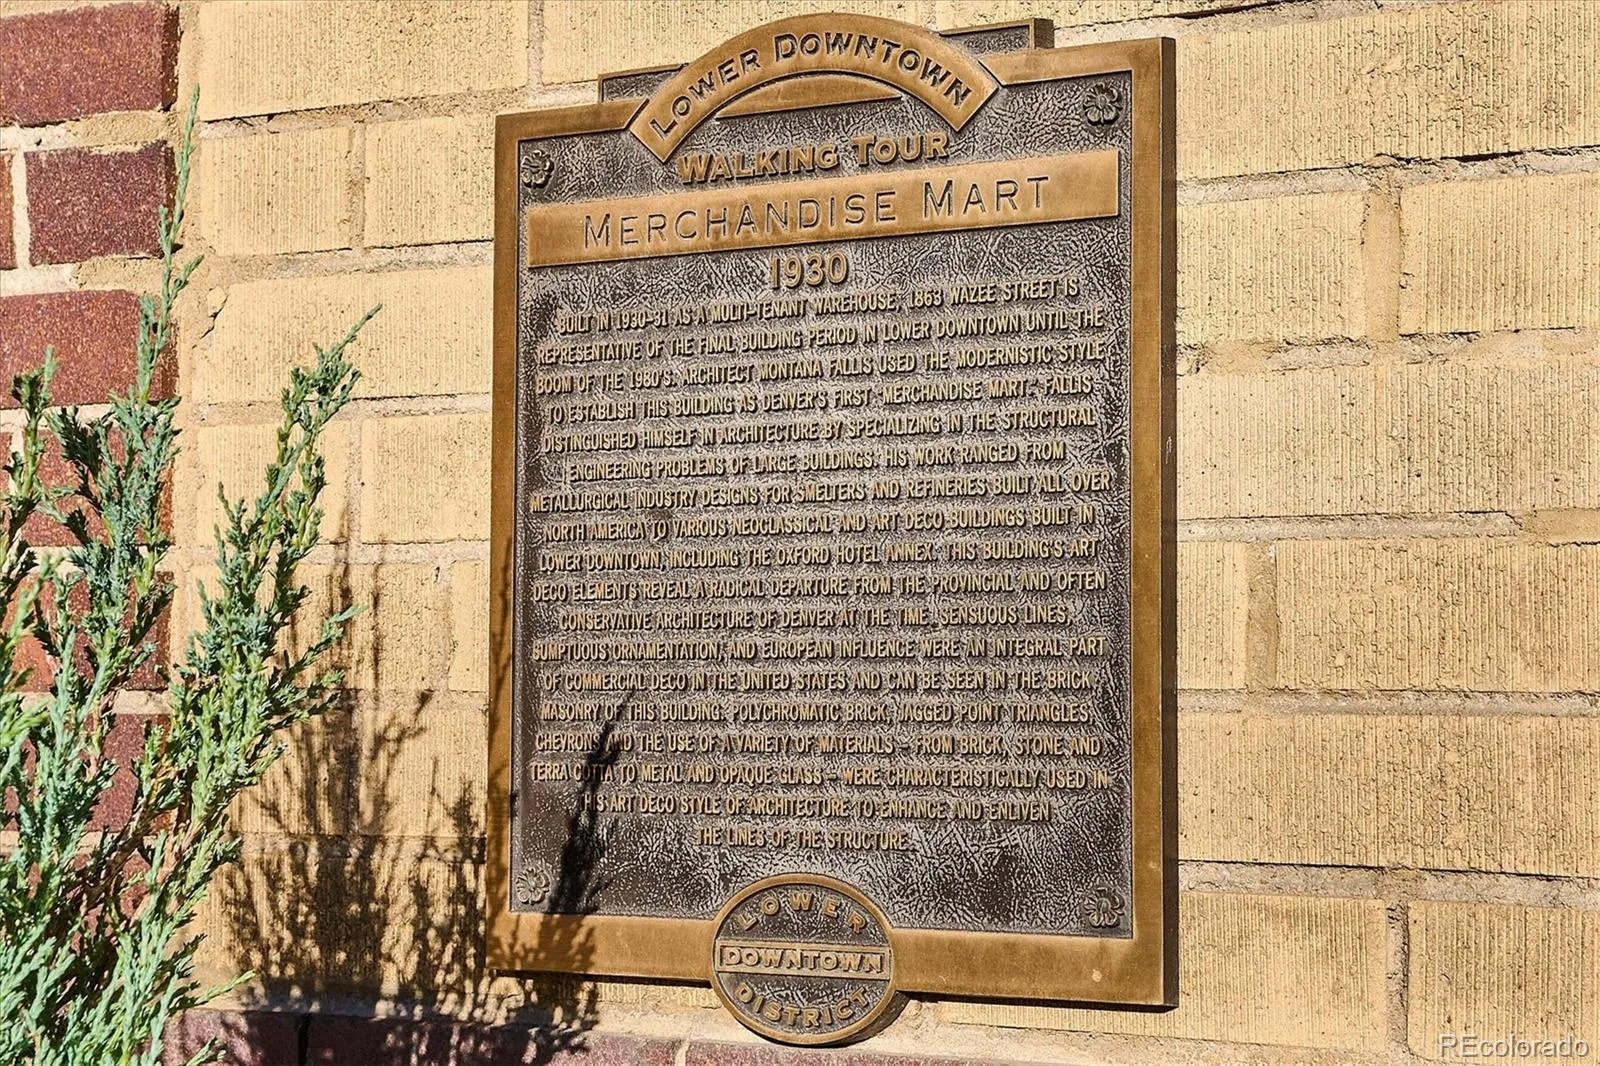 LOWER DOWNTOWN
WALKING TOUR
MERCHANDISE MART
1930
BUILT IN 1930-31 AS A MULTI-TENANT WAREHOUSE, 1863 WAZEE STREET IS
REPRESENTATIVE OF THE FINAL BUILDING PERIOD IN LOWER DOWNTOWN UNTIL THE
BOOM OF THE 1980'S. ARCHITECT MONTANA FALLIS USED THE MODERNISTIC STYLE
TO ESTABLISH THIS BUILDING AS DENVER'S FIRST "MERCHANDISE MART." FALLIS
DISTINGUISHED HIMSELF IN ARCHITECTURE BY SPECIALIZING IN THE STRUCTURAL
ENGINEERING PROBLEMS OF LARGE BUILDINGS. HIS WORK RANGED FROM
METALLURGICAL INDUSTRY DESIGNS FOR SMELTERS AND REFINERIES BUILT ALL OVER
NORTH AMERICA TO VARIOUS NEOCLASSICAL AND ART DECO BUILDINGS BUILT IN
LOWER DOWNTOWN, INCLUDING THE OXFORD HOTEL ANNEX. THIS BUILDING'S ART
DECO ELEMENTS REVEAL A RADICAL DEPARTURE FROM THE PROVINCIAL AND OFTEN
CONSERVATIVE ARCHITECTURE OF DENVER AT THE TIME. SENSUOUS LINES,
SUMPTUOUS ORNAMENTATION, AND EUROPEAN INFLUENCE WERE AN INTEGRAL PART
OF COMMERCIAL DECO IN THE UNITED STATES AND CAN BE SEEN IN THE BRICK
MASONRY OF THIS BUILDING. POLYCHROMATIC BRICK, JAGGED POINT TRIANGLES,
CHEVRONS AND THE USE OF A VARIETY OF MATERIALS - FROM BRICK, STONE AND
TERRA COTTA TO METAL AND OPAQUE GLASS - WERE CHARACTERISTICALLY USED IN
THIS ART DECO STYLE OF ARCHITECTURE TO ENHANCE AND ENLIVEN
THE LINES OF THE STRUCTURE.
LOWER
DOWNTOWN
DISTRICT
REcolorado